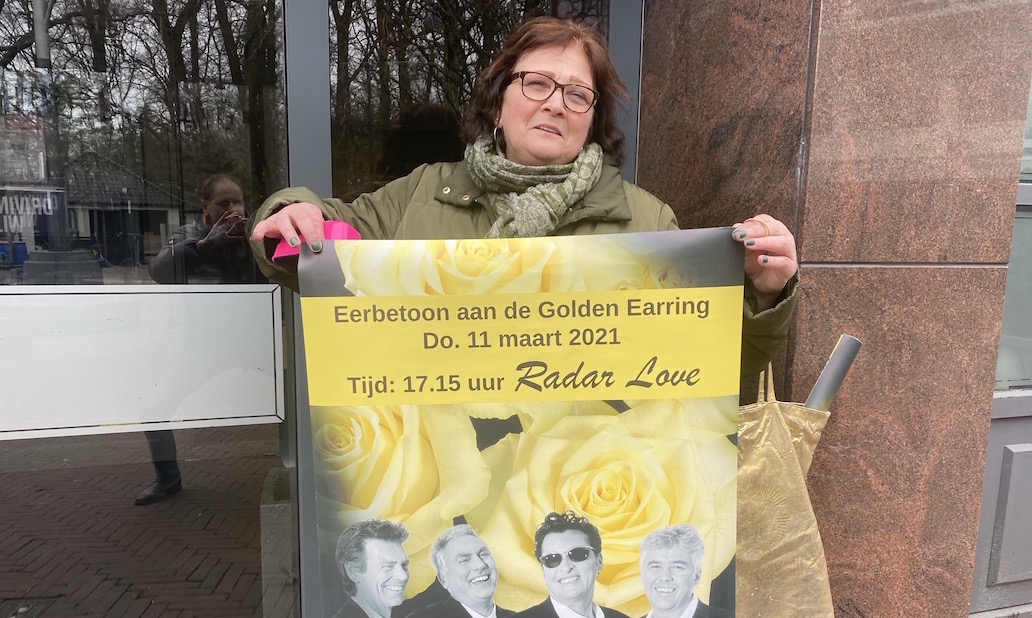 Eerbetoon aan de Golden Earring
Do. 11 maart 2021
Tijd: 17.15 uur Radar Love